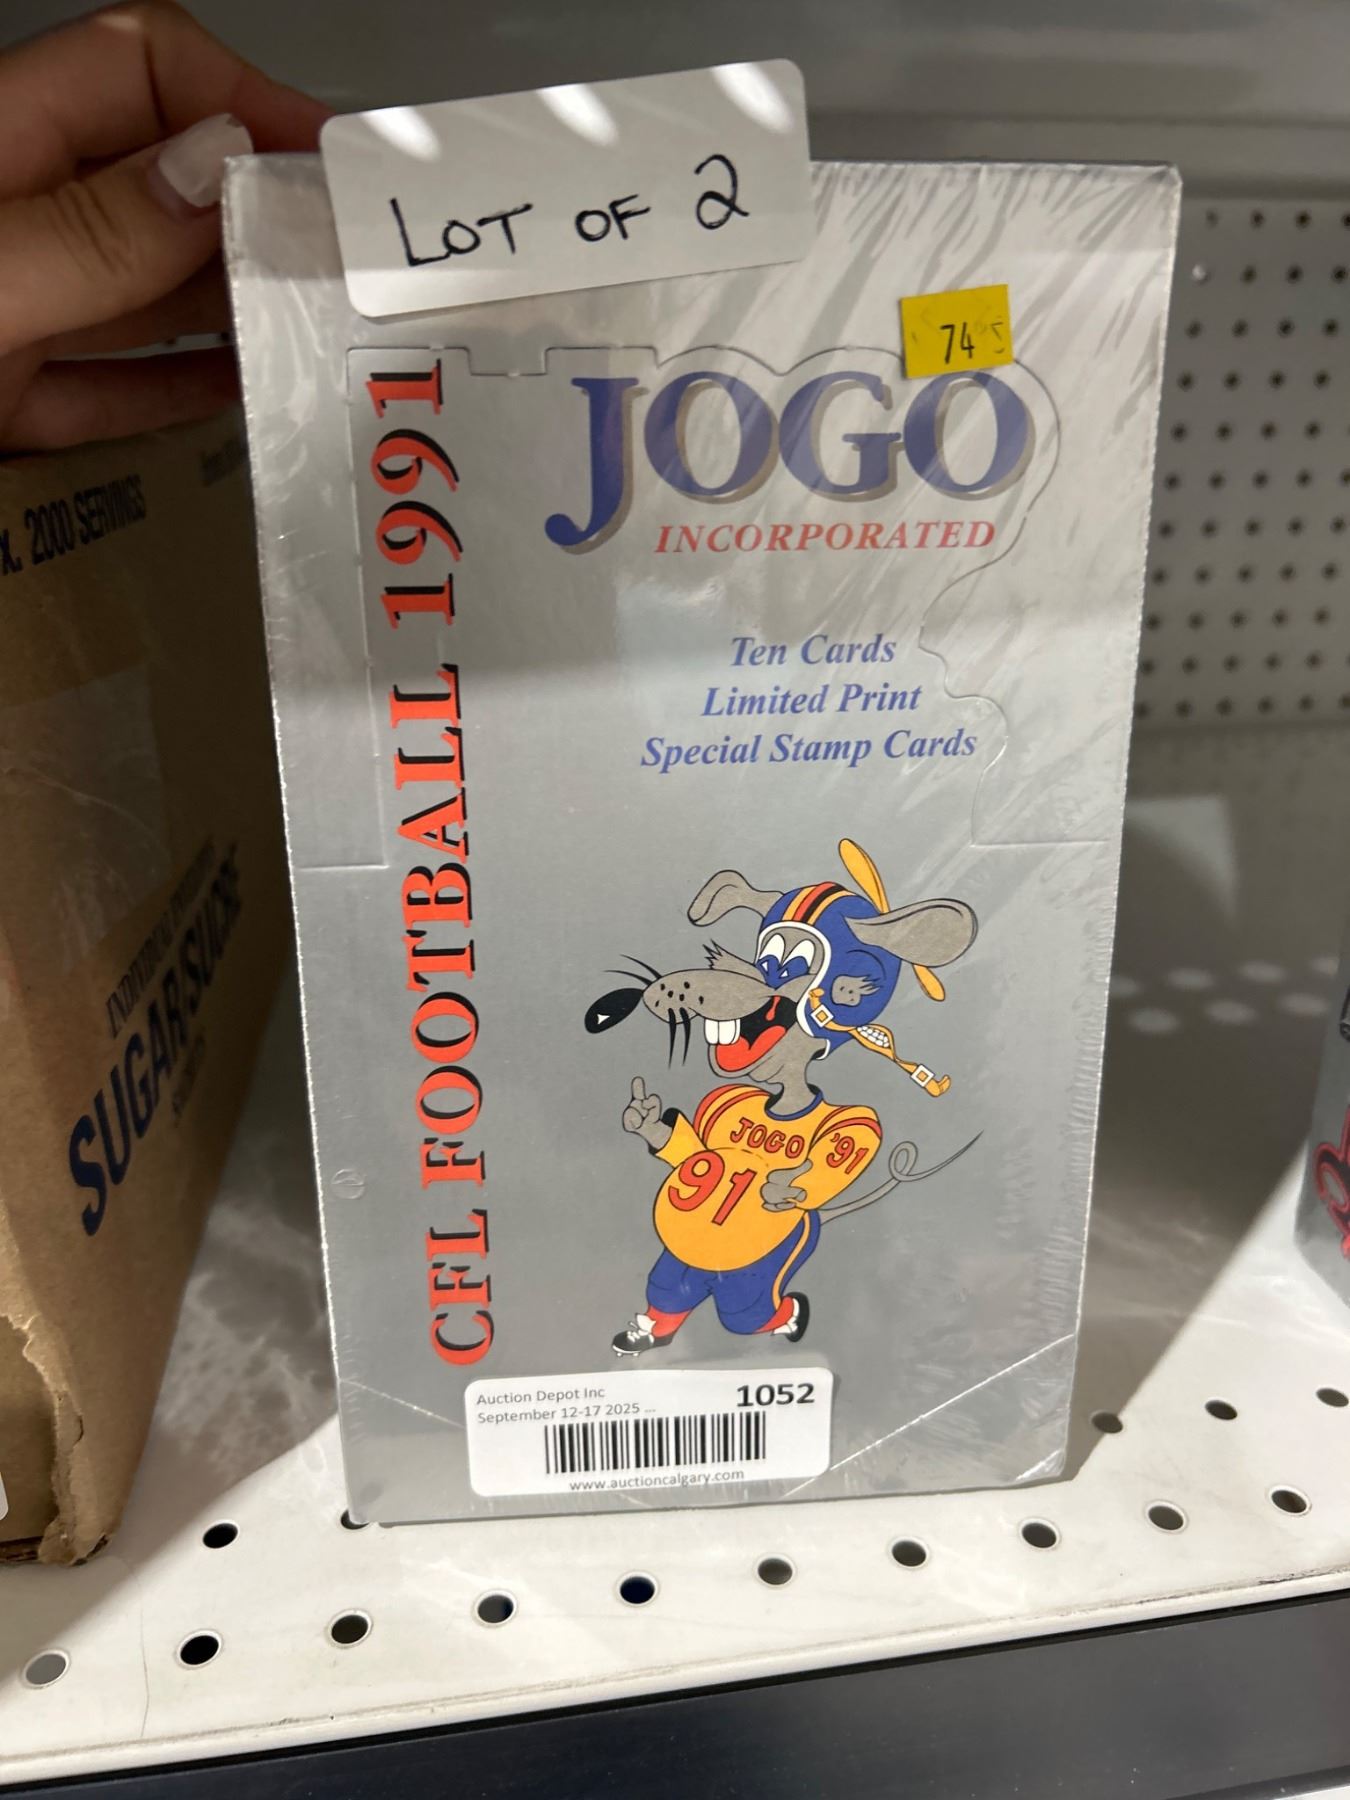 LOT OF 2
74
CFL FOOTBALL 1991
JOGO
INCORPORATED
Ten Cards
Limited Print
Special Stamp Cards
JOGO '91
91
Auction Depot Inc
1052
September 12-17 2025 ...
www.auctioncalgary.com
x. 2000 SERVINGS
SUGAR·SUCRE